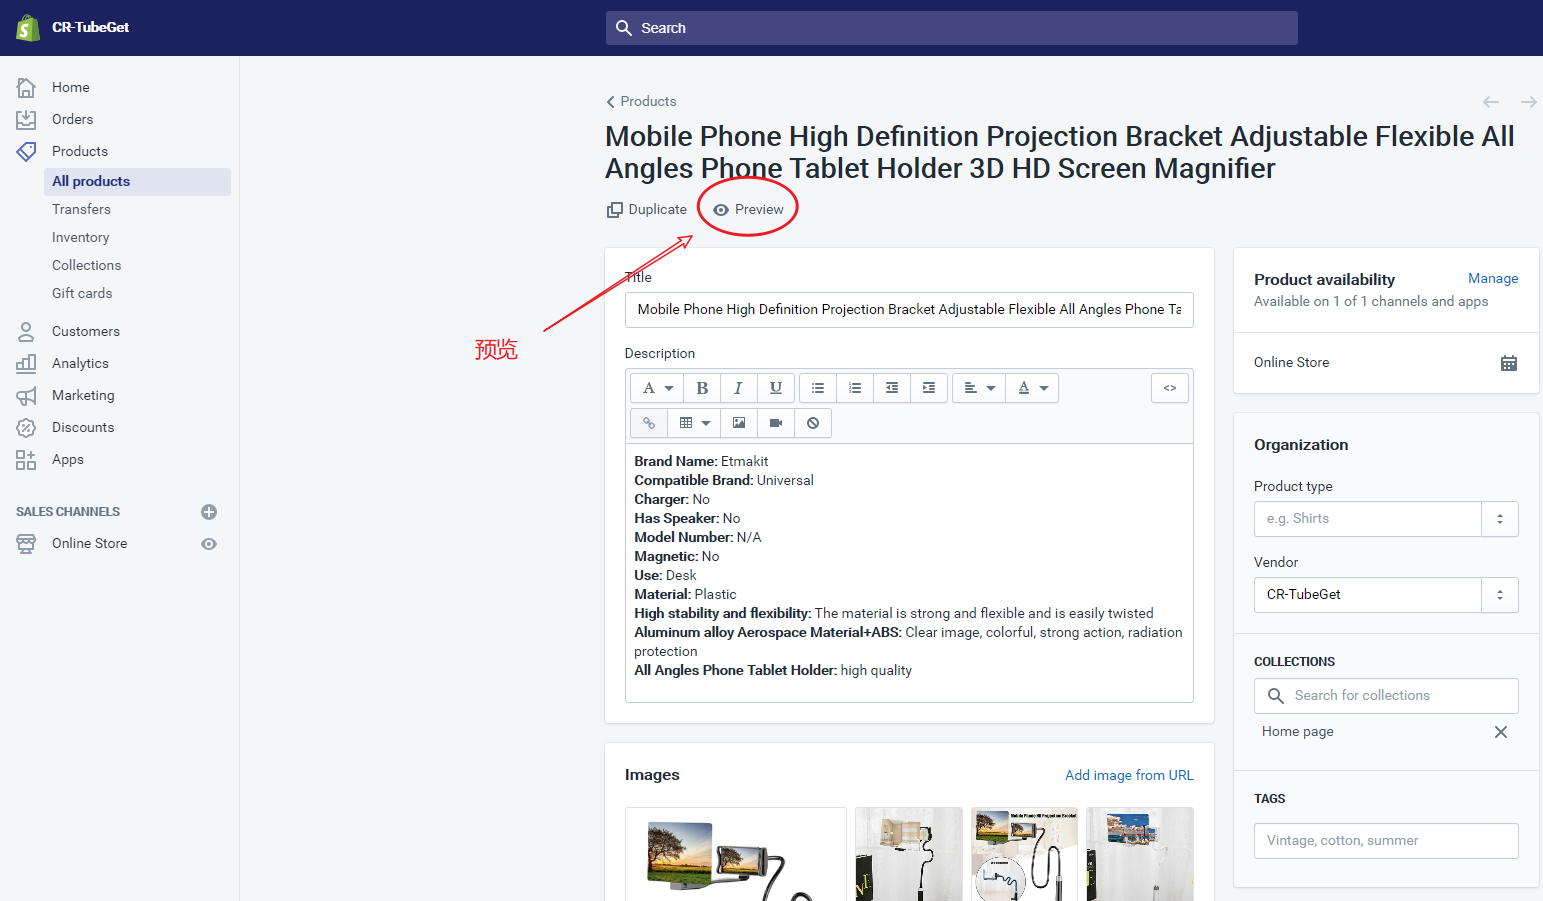 CR-TubeGet
Search
Home
Orders
Products
All products
Transfers
Inventory
Collections
Gift cards
Customers
Analytics
Marketing
Discounts
Apps
SALES CHANNELS
Online Store
Products
Mobile Phone High Definition Projection Bracket Adjustable Flexible All
Angles Phone Tablet Holder 3D HD Screen Magnifier
Duplicate
Preview
预览
Title
Mobile Phone High Definition Projection Bracket Adjustable Flexible All Angles Phone Ta
Description
A
B
I
U
A
<>
Brand Name: Etmakit
Compatible Brand: Universal
Charger: No
Has Speaker: No
Model Number: N/A
Magnetic: No
Use: Desk
Material: Plastic
High stability and flexibility: The material is strong and flexible and is easily twisted
Aluminum alloy Aerospace Material+ABS: Clear image, colorful, strong action, radiation
protection
All Angles Phone Tablet Holder: high quality
Images
Add image from URL
Mobile Phone HD Projection Bracket
Product availability
Manage
Available on 1 of 1 channels and apps
Online Store
Organization
Product type
e.g. Shirts
Vendor
CR-TubeGet
COLLECTIONS
Search for collections
Home page
TAGS
Vintage, cotton, summer